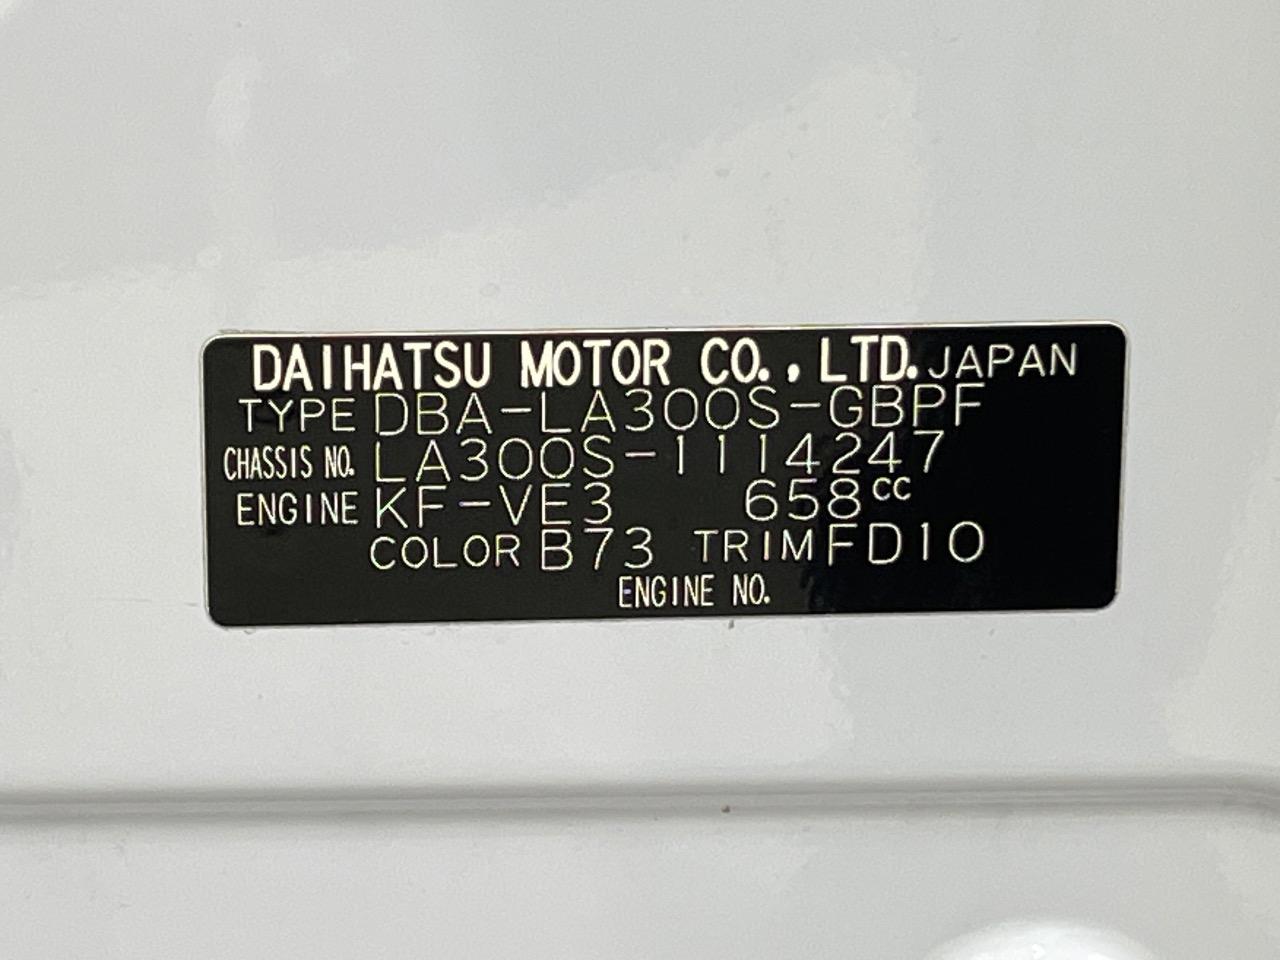 DAIHATSU MOTOR CO., LTD. JAPAN
TYPE DBA-LA300S-GBPF
CHASSIS NO. LA300S-1114247
ENGINE KF-VE3 658cc
COLOR B73 TRIM FD10
ENGINE NO.